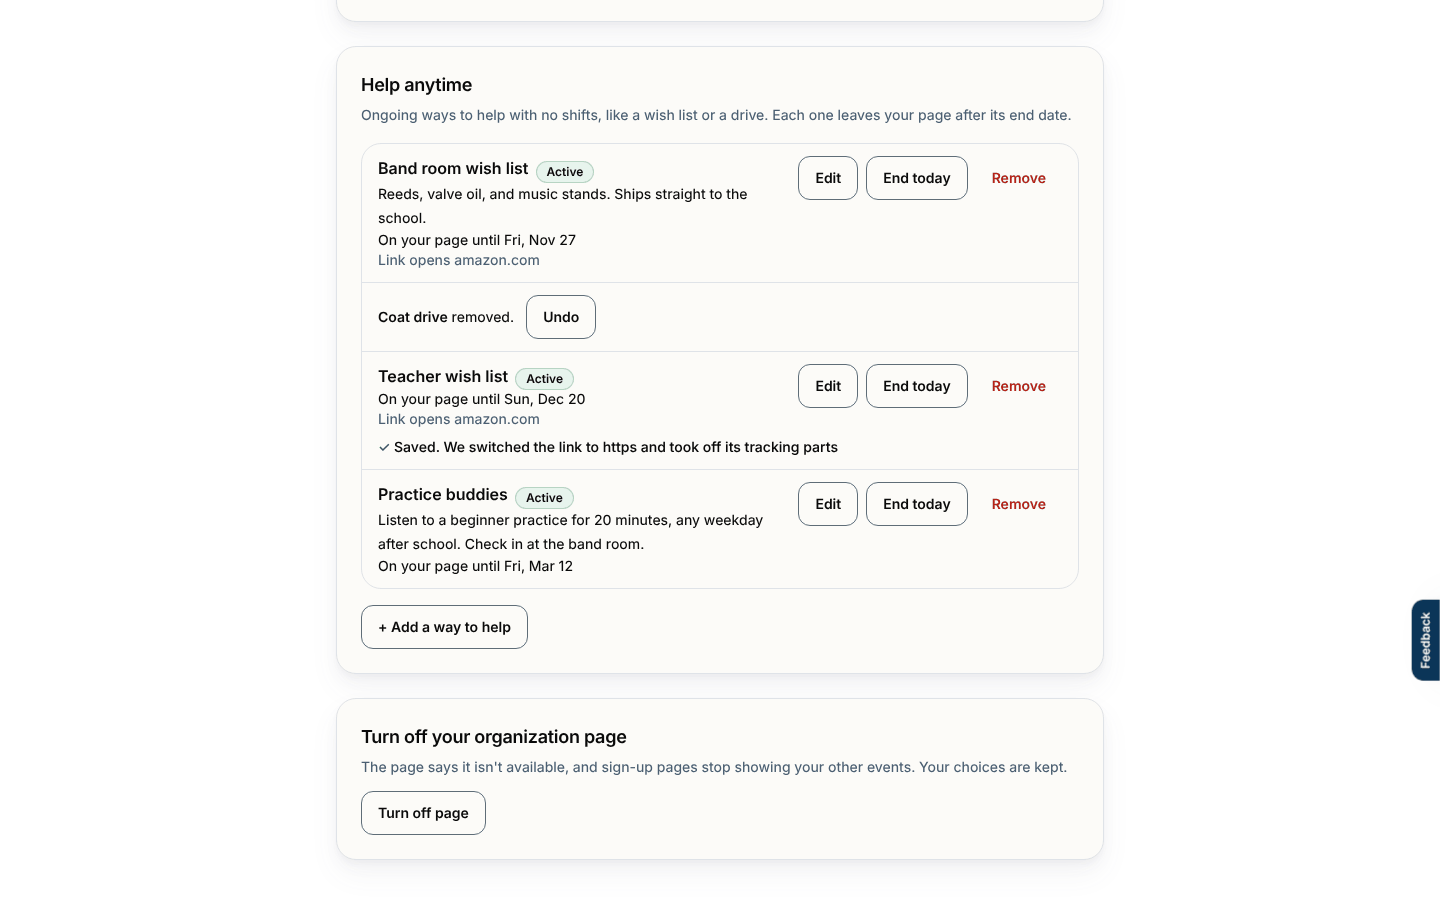 Help anytime
Ongoing ways to help with no shifts, like a wish list or a drive. Each one leaves your page after its end date.
Band room wish list Active Edit End today Remove
Reeds, valve oil, and music stands. Ships straight to the
school.
On your page until Fri, Nov 27
Link opens amazon.com
Coat drive removed. Undo
Teacher wish list Active Edit End today Remove
On your page until Sun, Dec 20
Link opens amazon.com
✓ Saved. We switched the link to https and took off its tracking parts
Practice buddies Active Edit End today Remove
Listen to a beginner practice for 20 minutes, any weekday
after school. Check in at the band room.
On your page until Fri, Mar 12
+ Add a way to help
Feedback
Turn off your organization page
The page says it isn't available, and sign-up pages stop showing your other events. Your choices are kept.
Turn off page